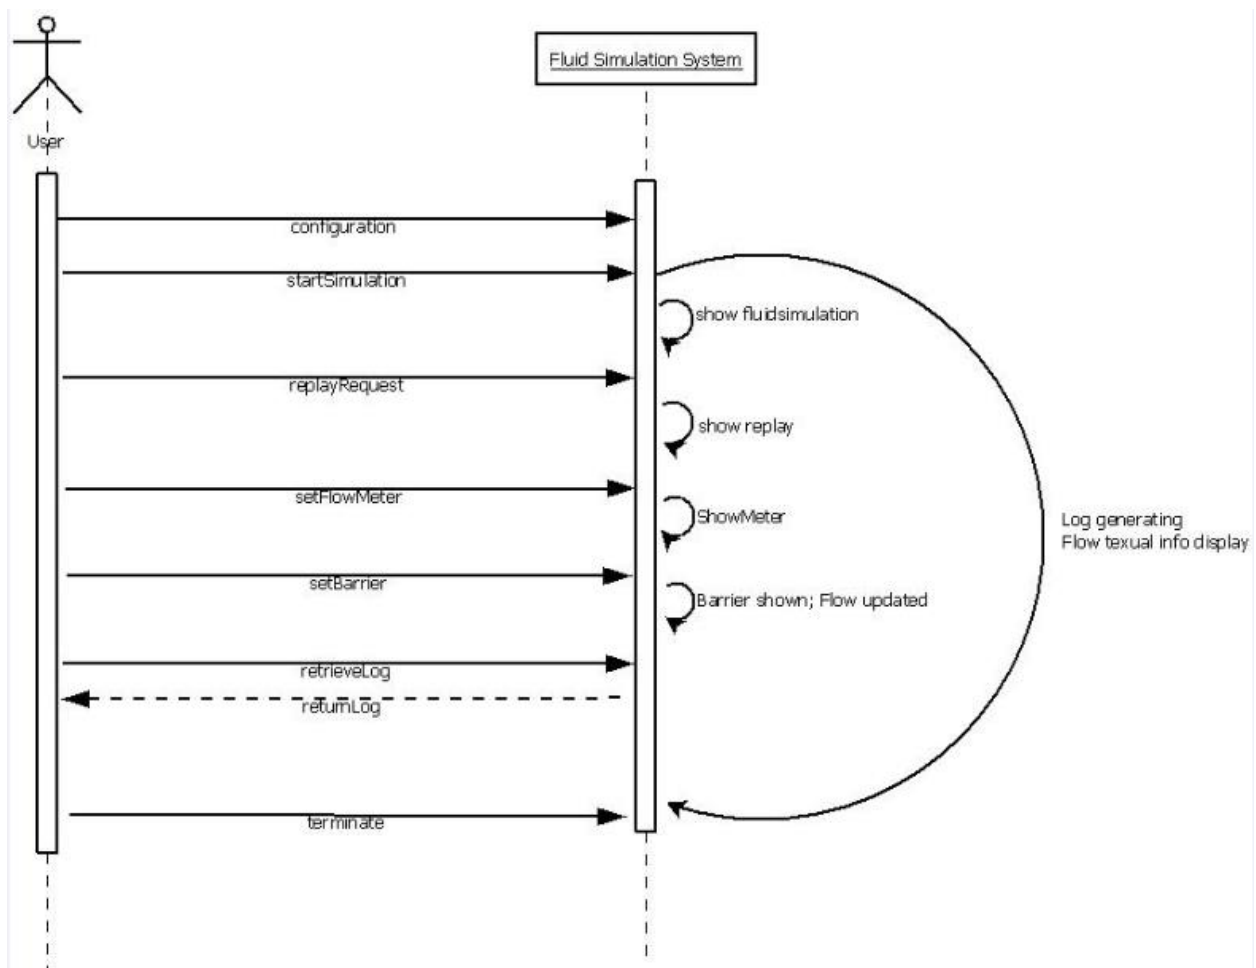 Fluid Simulation System
User
configuration
startSimulation
show fluidsimulation
replayRequest
show replay
setFlowMeter
ShowMeter
Log generating
Flow texual info display
setBarrier
Barrier shown; Flow updated
retrieveLog
returnLog
terminate